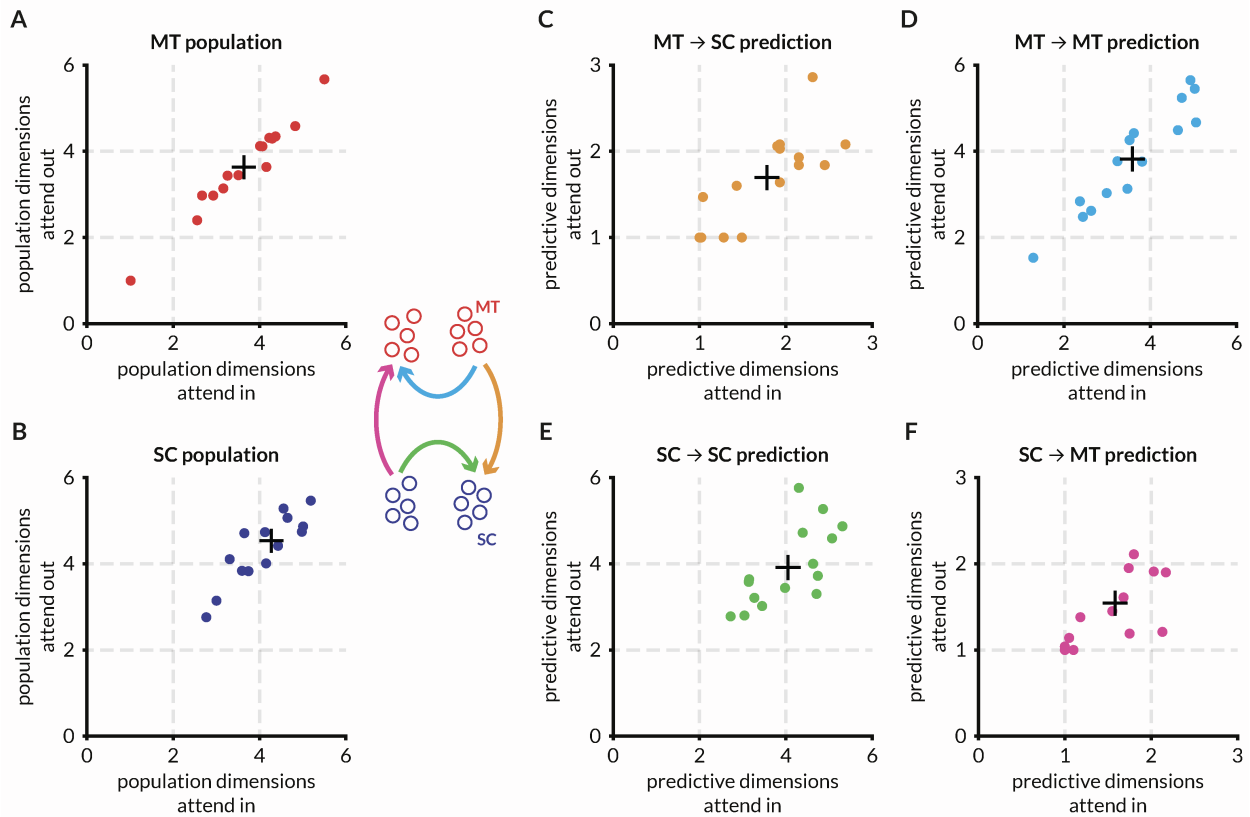 A
MT population
6
4
2
0
0 2 4 6
population dimensions
attend out
population dimensions
attend in
C
MT → SC prediction
3
2
1
0
0 1 2 3
predictive dimensions
attend out
predictive dimensions
attend in
D
MT → MT prediction
6
4
2
0
0 2 4 6
predictive dimensions
attend out
predictive dimensions
attend in
MT
SC
B
SC population
6
4
2
0
0 2 4 6
population dimensions
attend out
population dimensions
attend in
E
SC → SC prediction
6
4
2
0
0 2 4 6
predictive dimensions
attend out
predictive dimensions
attend in
F
SC → MT prediction
3
2
1
0
0 1 2 3
predictive dimensions
attend out
predictive dimensions
attend in